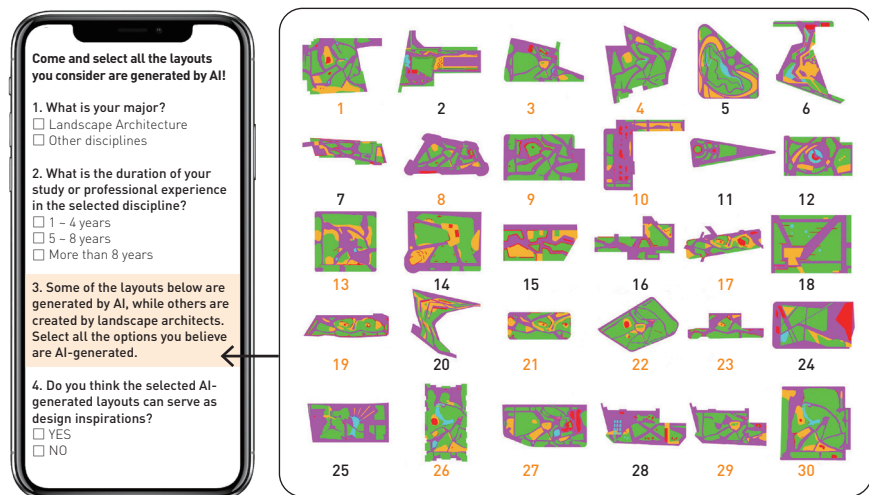 Come and select all the layouts
you consider are generated by AI!
1. What is your major?
☐ Landscape Architecture
☐ Other disciplines
2. What is the duration of your
study or professional experience
in the selected discipline?
☐ 1 – 4 years
☐ 5 – 8 years
☐ More than 8 years
3. Some of the layouts below are
generated by AI, while others are
created by landscape architects.
Select all the options you believe
are AI-generated.
4. Do you think the selected AI-
generated layouts can serve as
design inspirations?
☐ YES
☐ NO
1 2 3 4 5 6
7 8 9 10 11 12
13 14 15 16 17 18
19 20 21 22 23 24
25 26 27 28 29 30